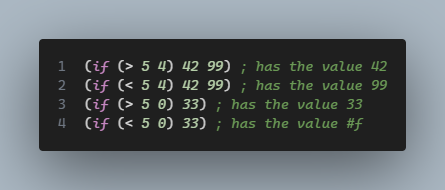 1 (if (> 5 4) 42 99) ; has the value 42
2 (if (< 5 4) 42 99) ; has the value 99
3 (if (> 5 0) 33) ; has the value 33
4 (if (< 5 0) 33) ; has the value #f